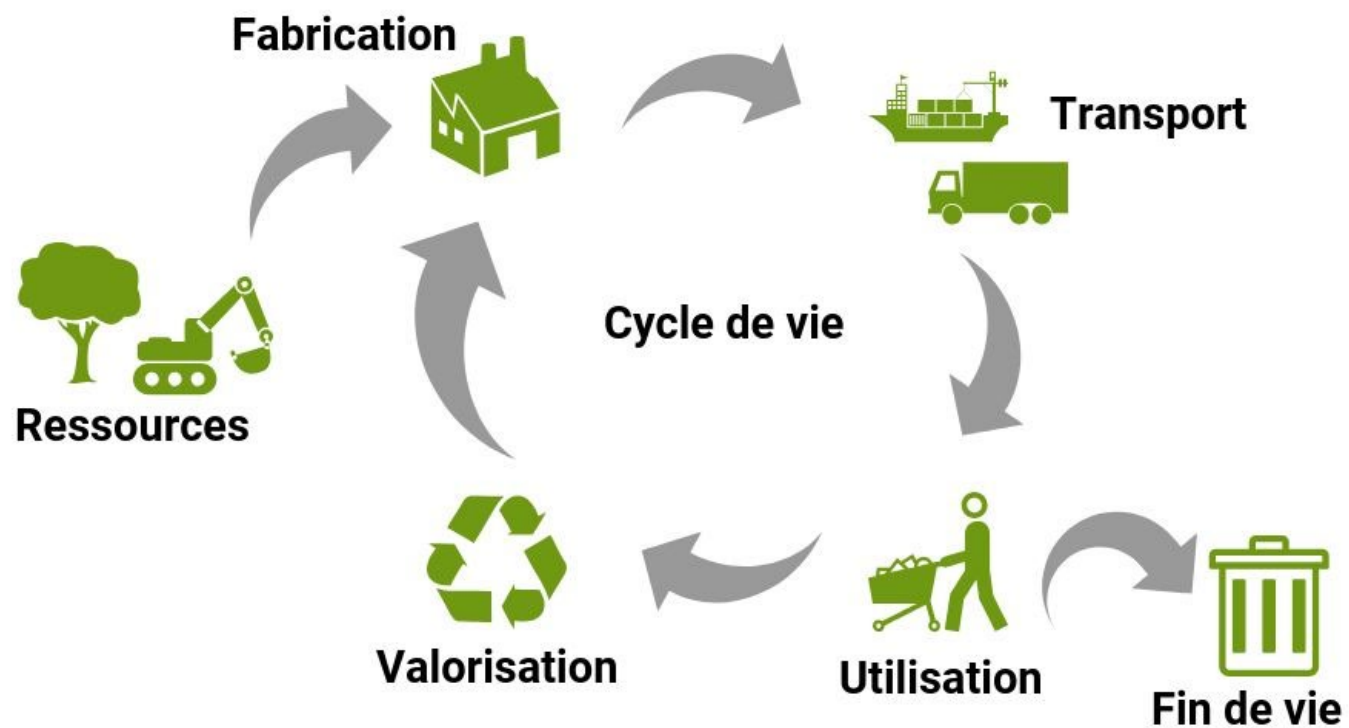 Fabrication
Transport
Cycle de vie
Ressources
Valorisation
Utilisation
Fin de vie